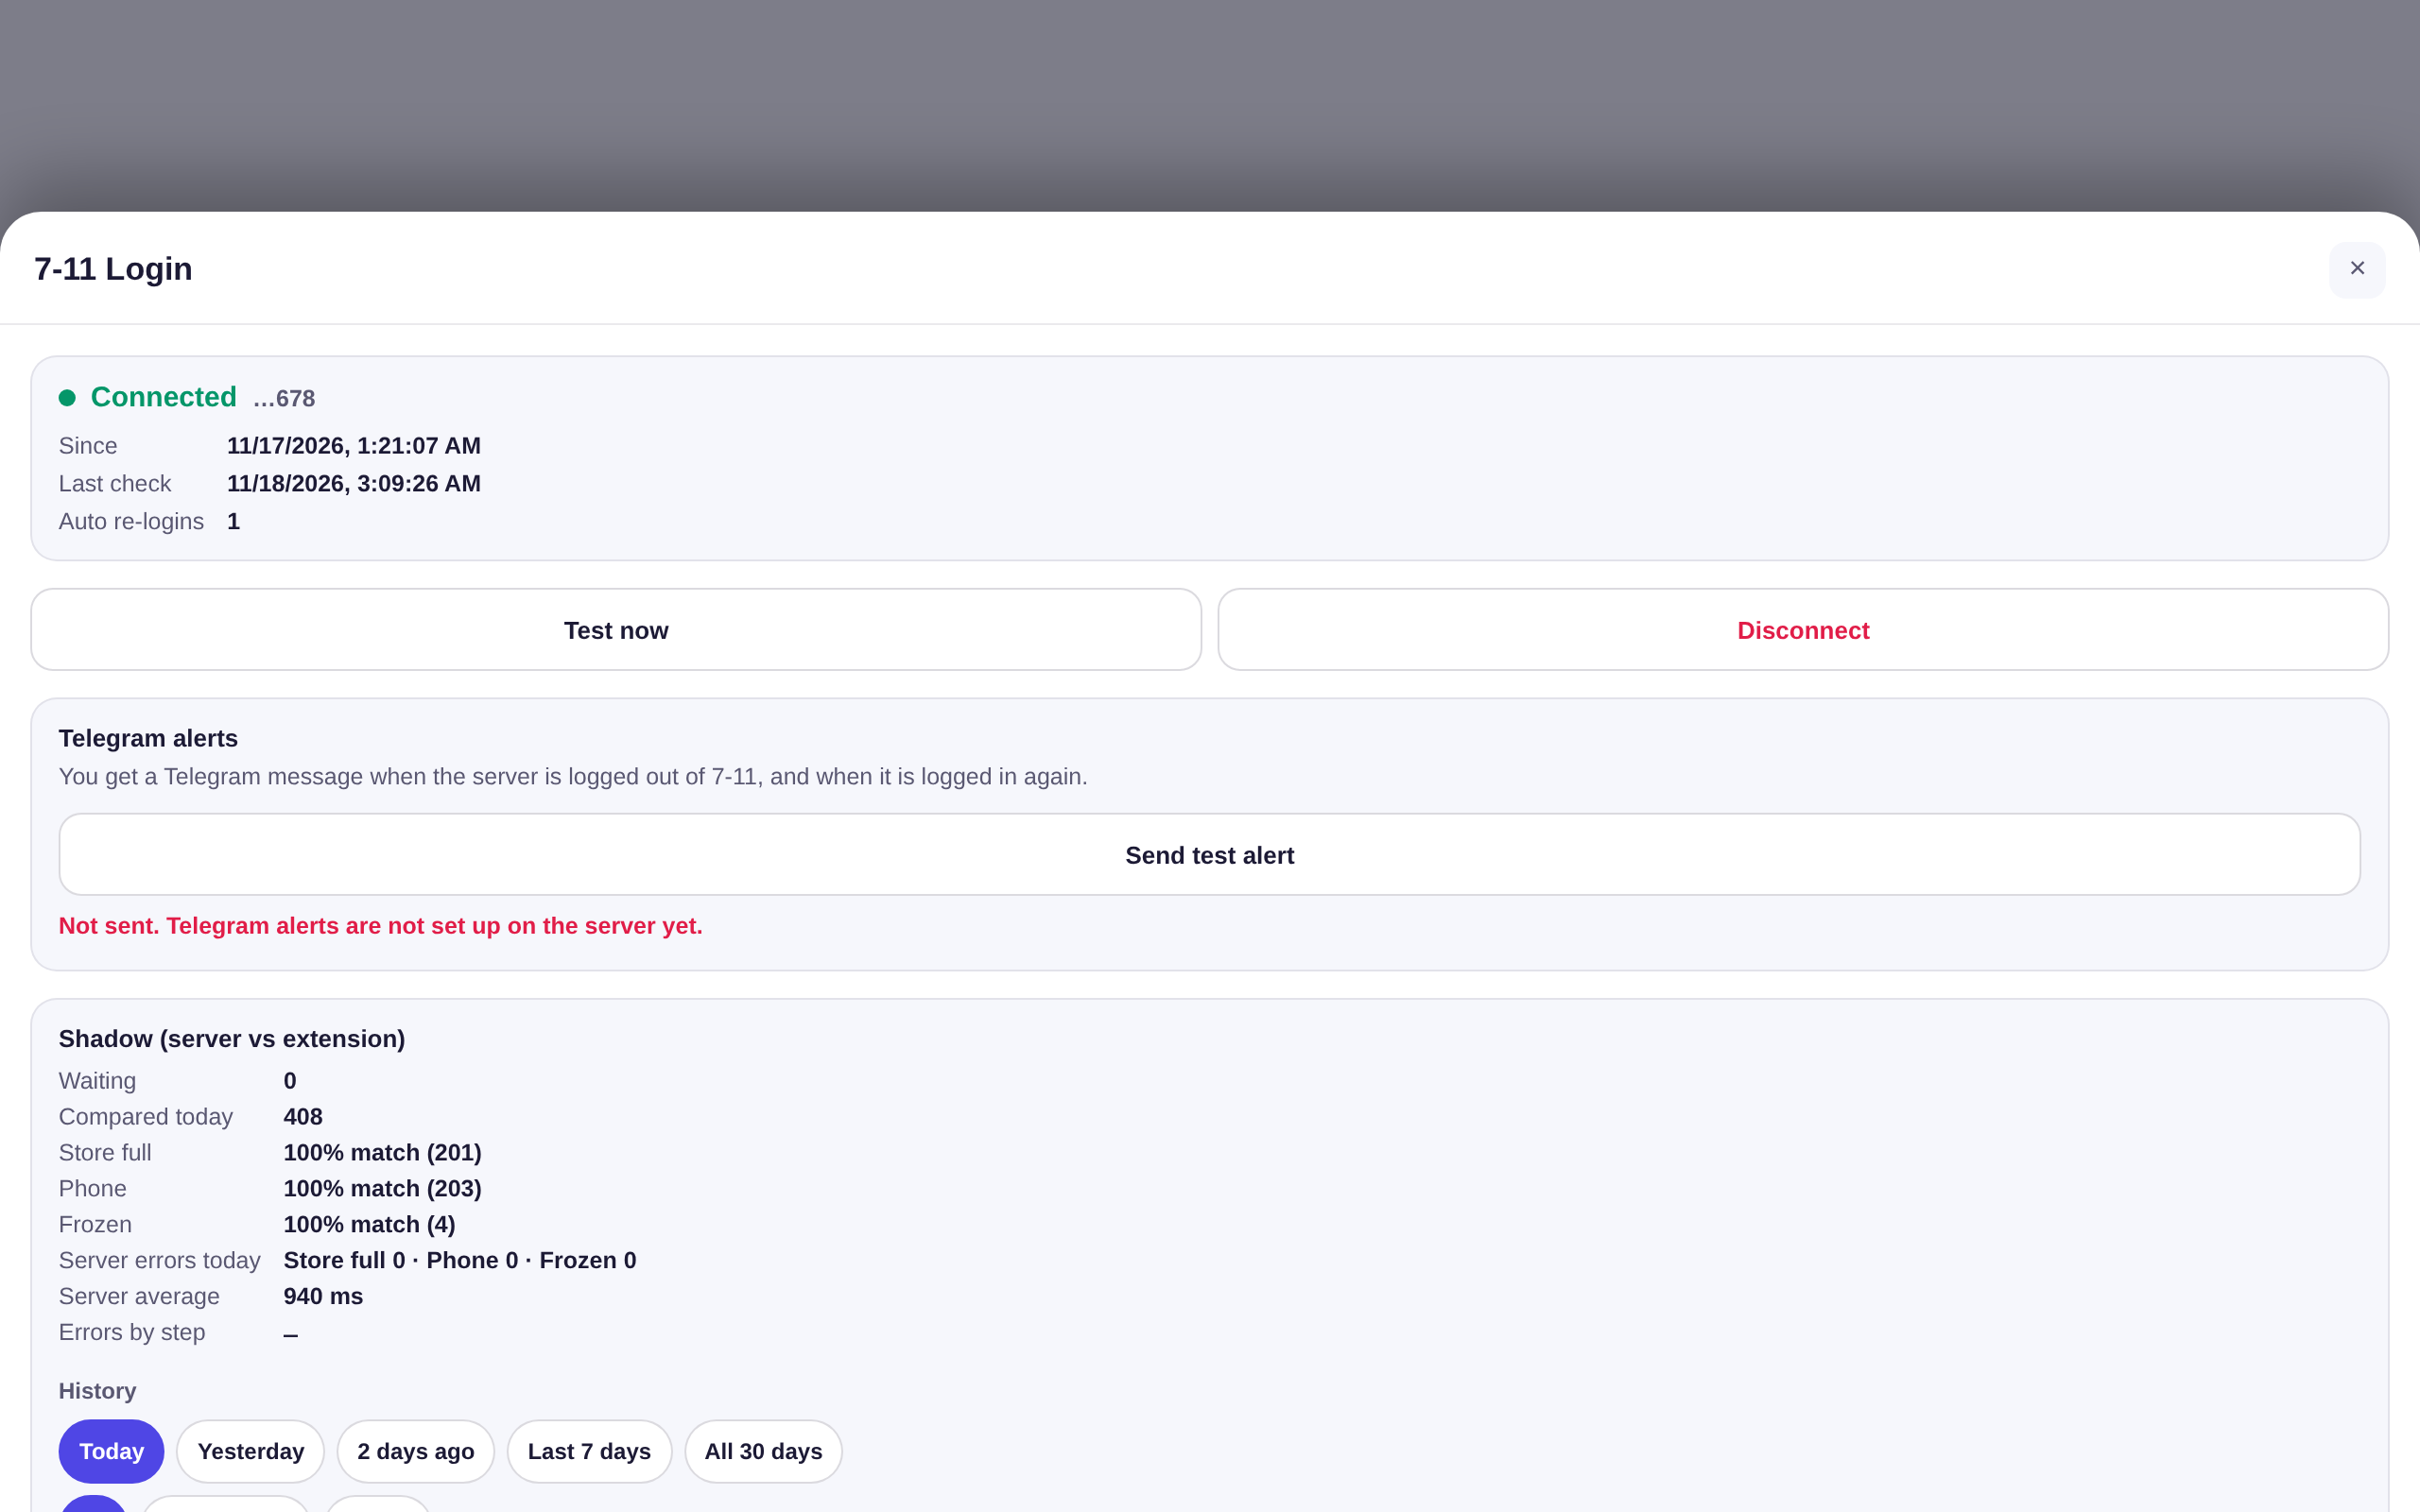 7-11 Login
×
Connected …678
Since 11/17/2026, 1:21:07 AM
Last check 11/18/2026, 3:09:26 AM
Auto re-logins 1
Test now Disconnect
Telegram alerts
You get a Telegram message when the server is logged out of 7-11, and when it is logged in again.
Send test alert
Not sent. Telegram alerts are not set up on the server yet.
Shadow (server vs extension)
Waiting 0
Compared today 408
Store full 100% match (201)
Phone 100% match (203)
Frozen 100% match (4)
Server errors today Store full 0 · Phone 0 · Frozen 0
Server average 940 ms
Errors by step –
History
Today Yesterday 2 days ago Last 7 days All 30 days